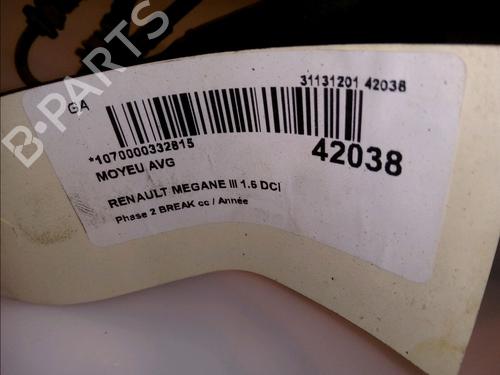 31131201 42038
GA
*1070000332815
42038
MOYEU AVG
RENAULT MEGANE III 1.6 DCI
Phase 2 BREAK cc / Année
B-PARTS